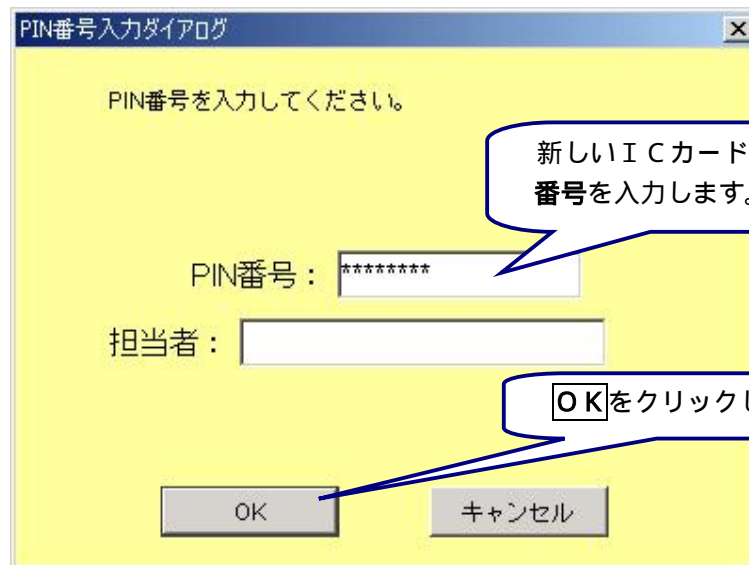 PIN番号入力ダイアログ
PIN番号を入力してください。
新しいＩＣカード
番号を入力します。
PIN番号： ********
担当者：
ＯＫをクリックし
OK キャンセル